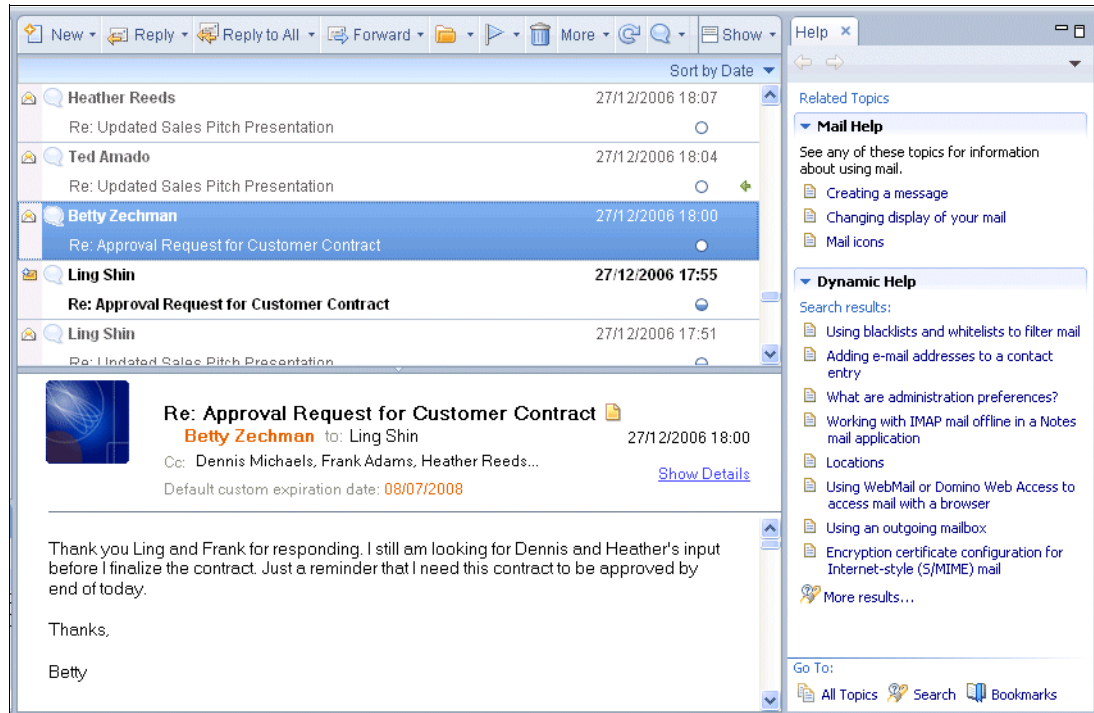 New Reply Reply to All Forward More Show
Sort by Date
Heather Reeds 27/12/2006 18:07
Re: Updated Sales Pitch Presentation
Ted Amado 27/12/2006 18:04
Re: Updated Sales Pitch Presentation
Betty Zechman 27/12/2006 18:00
Re: Approval Request for Customer Contract
Ling Shin 27/12/2006 17:55
Re: Approval Request for Customer Contract
Ling Shin 27/12/2006 17:51
Re: Updated Sales Pitch Presentation
Re: Approval Request for Customer Contract
Betty Zechman to: Ling Shin 27/12/2006 18:00
Cc: Dennis Michaels, Frank Adams, Heather Reeds...
Show Details
Default custom expiration date: 08/07/2008
Thank you Ling and Frank for responding. I still am looking for Dennis and Heather's input
before I finalize the contract. Just a reminder that I need this contract to be approved by
end of today.
Thanks,
Betty
Help
Related Topics
Mail Help
See any of these topics for information
about using mail.
Creating a message
Changing display of your mail
Mail icons
Dynamic Help
Search results:
Using blacklists and whitelists to filter mail
Adding e-mail addresses to a contact
entry
What are administration preferences?
Working with IMAP mail offline in a Notes
mail application
Locations
Using WebMail or Domino Web Access to
access mail with a browser
Using an outgoing mailbox
Encryption certificate configuration for
Internet-style (S/MIME) mail
More results...
Go To:
All Topics Search Bookmarks